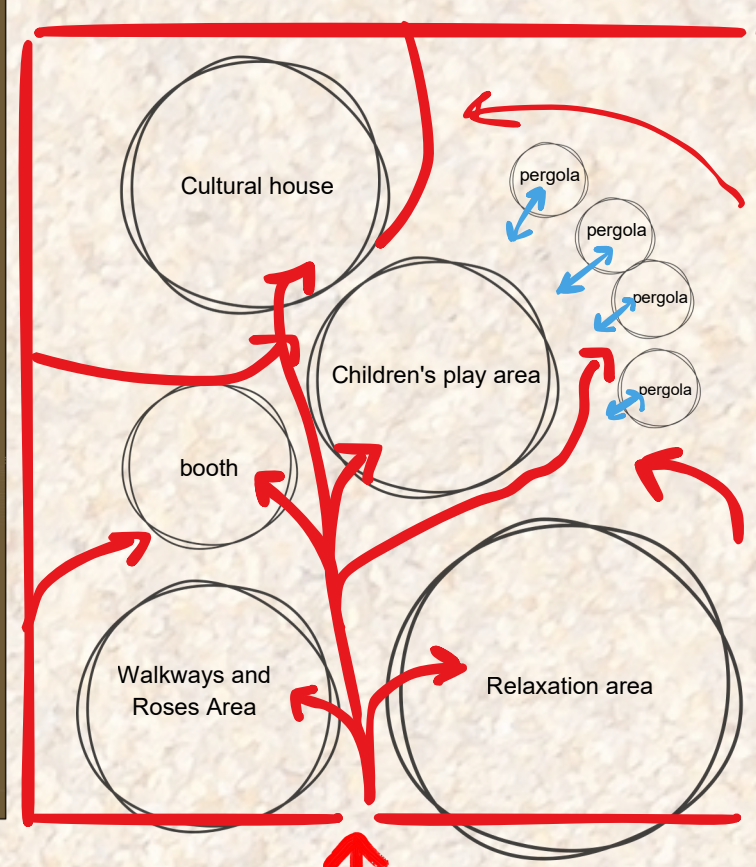 Cultural house
pergola
pergola
pergola
Children's play area
pergola
booth
Walkways and
Roses Area
Relaxation area